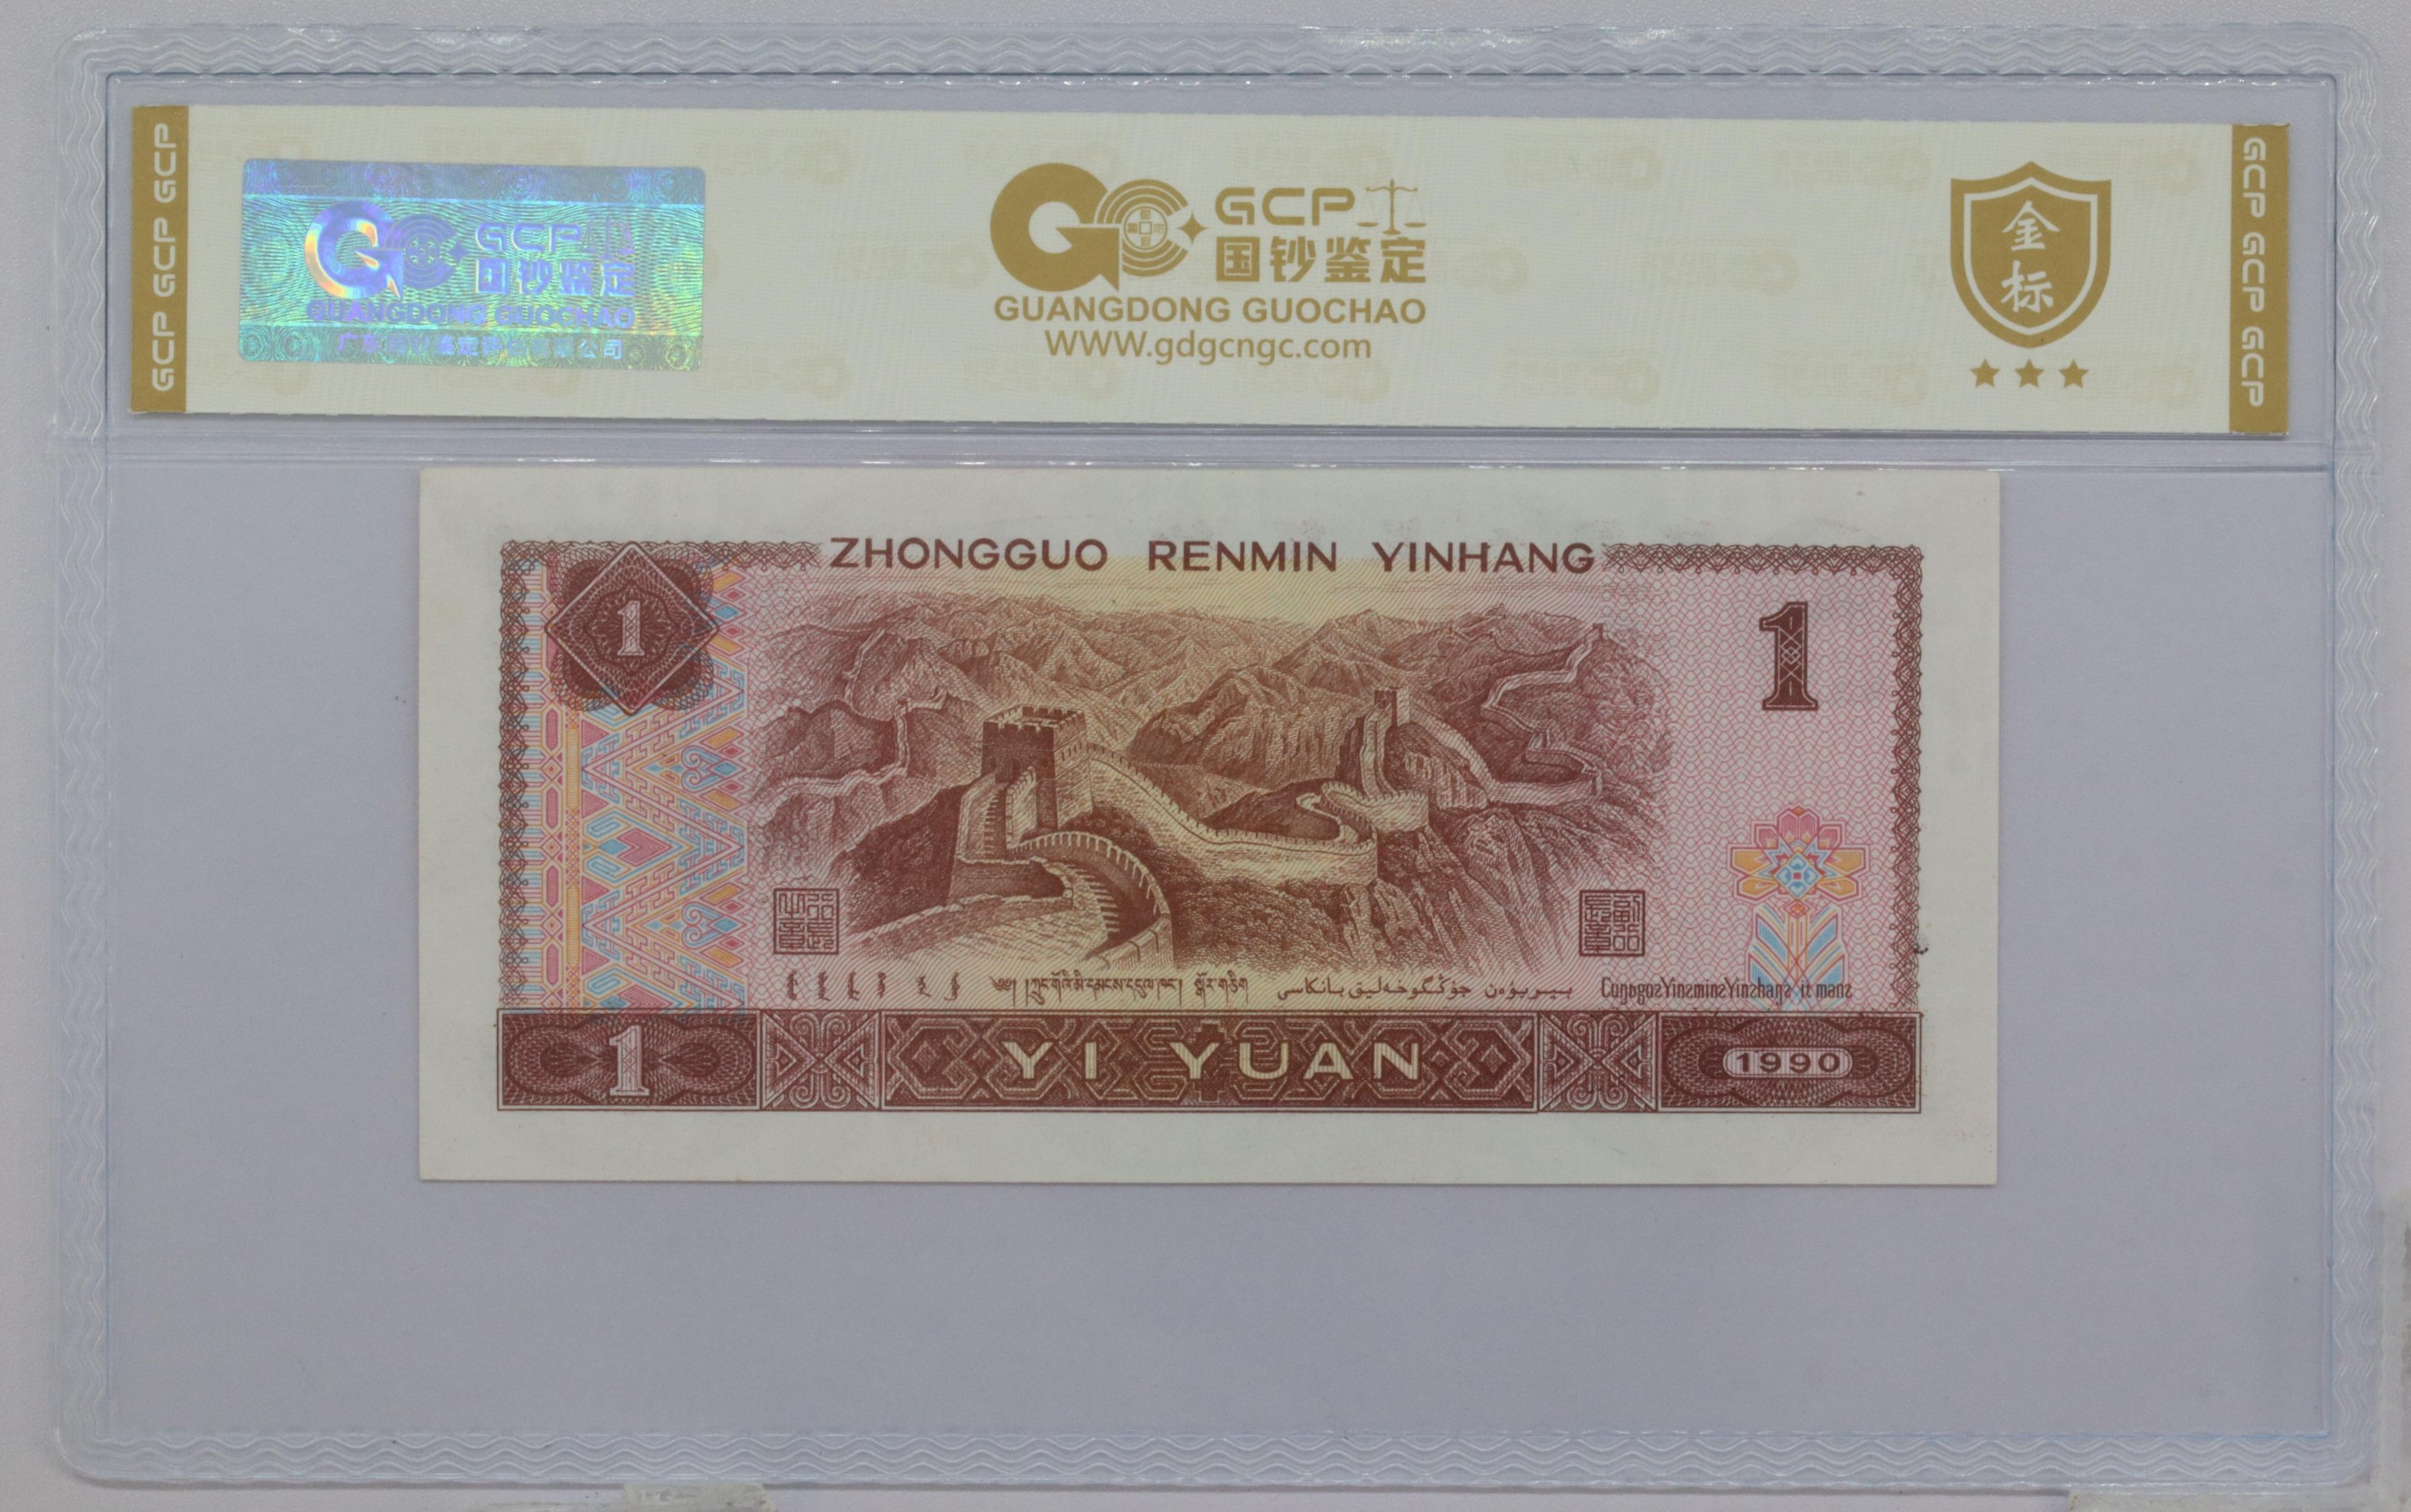 GCP GCP GCP
GCP
国钞鉴定
GUANGDONG GUOCHAO
GCP
国钞鉴定
GUANGDONG GUOCHAO
www.gdgcngc.com
金
标
GCP GCP GCP
ZHONGGUO RENMIN YINHANG
1
1
1
YI YUAN
1990